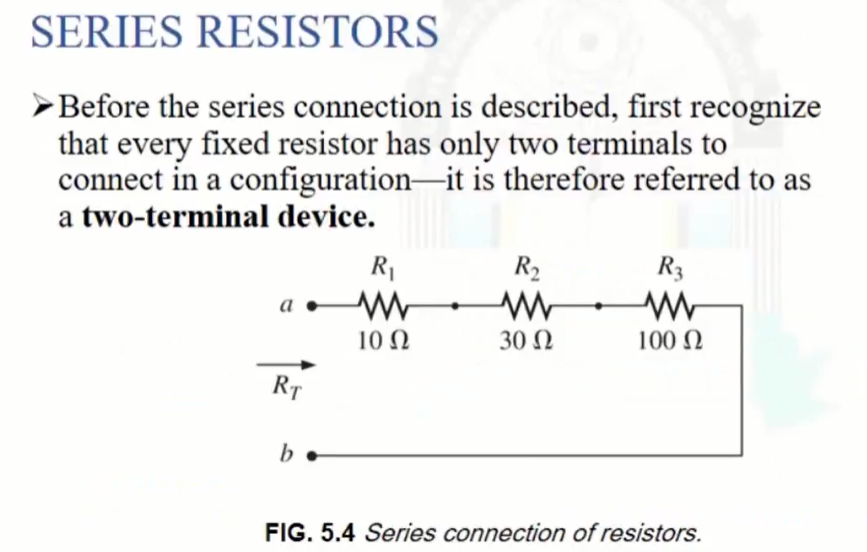 SERIES RESISTORS
➤Before the series connection is described, first recognize
that every fixed resistor has only two terminals to
connect in a configuration—it is therefore referred to as
a two-terminal device.
R₁ R₂ R₃
a
10 Ω 30 Ω 100 Ω
R_T
b
FIG. 5.4 Series connection of resistors.